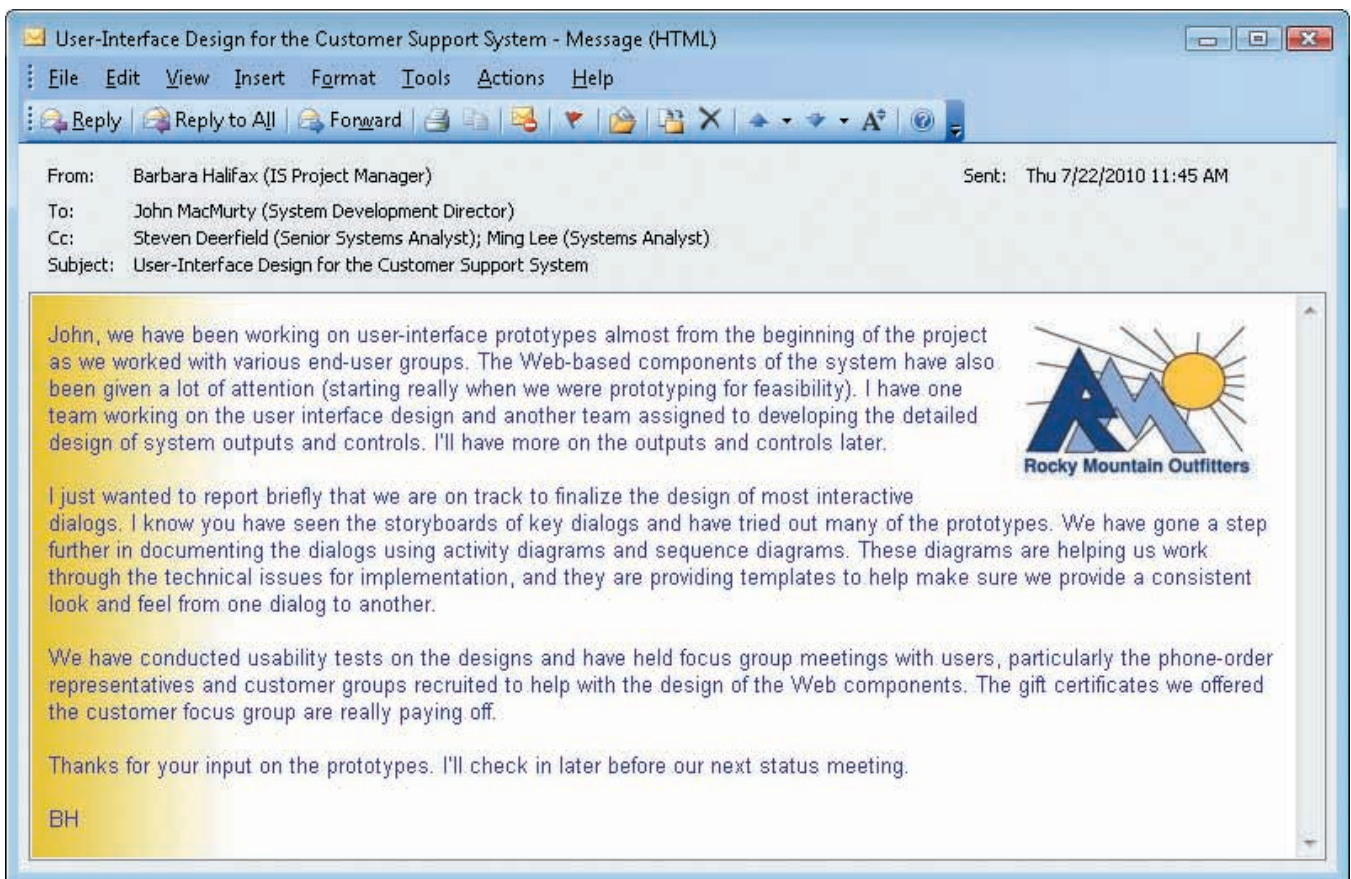 User-Interface Design for the Customer Support System - Message (HTML)
File Edit View Insert Format Tools Actions Help
Reply Reply to All Forward
From: Barbara Halifax (IS Project Manager) Sent: Thu 7/22/2010 11:45 AM
To: John MacMurty (System Development Director)
Cc: Steven Deerfield (Senior Systems Analyst); Ming Lee (Systems Analyst)
Subject: User-Interface Design for the Customer Support System
John, we have been working on user-interface prototypes almost from the beginning of the project
as we worked with various end-user groups. The Web-based components of the system have also
been given a lot of attention (starting really when we were prototyping for feasibility). I have one
team working on the user interface design and another team assigned to developing the detailed
design of system outputs and controls. I'll have more on the outputs and controls later.
RM
Rocky Mountain Outfitters
I just wanted to report briefly that we are on track to finalize the design of most interactive
dialogs. I know you have seen the storyboards of key dialogs and have tried out many of the prototypes. We have gone a step
further in documenting the dialogs using activity diagrams and sequence diagrams. These diagrams are helping us work
through the technical issues for implementation, and they are providing templates to help make sure we provide a consistent
look and feel from one dialog to another.
We have conducted usability tests on the designs and have held focus group meetings with users, particularly the phone-order
representatives and customer groups recruited to help with the design of the Web components. The gift certificates we offered
the customer focus group are really paying off.
Thanks for your input on the prototypes. I'll check in later before our next status meeting.
BH